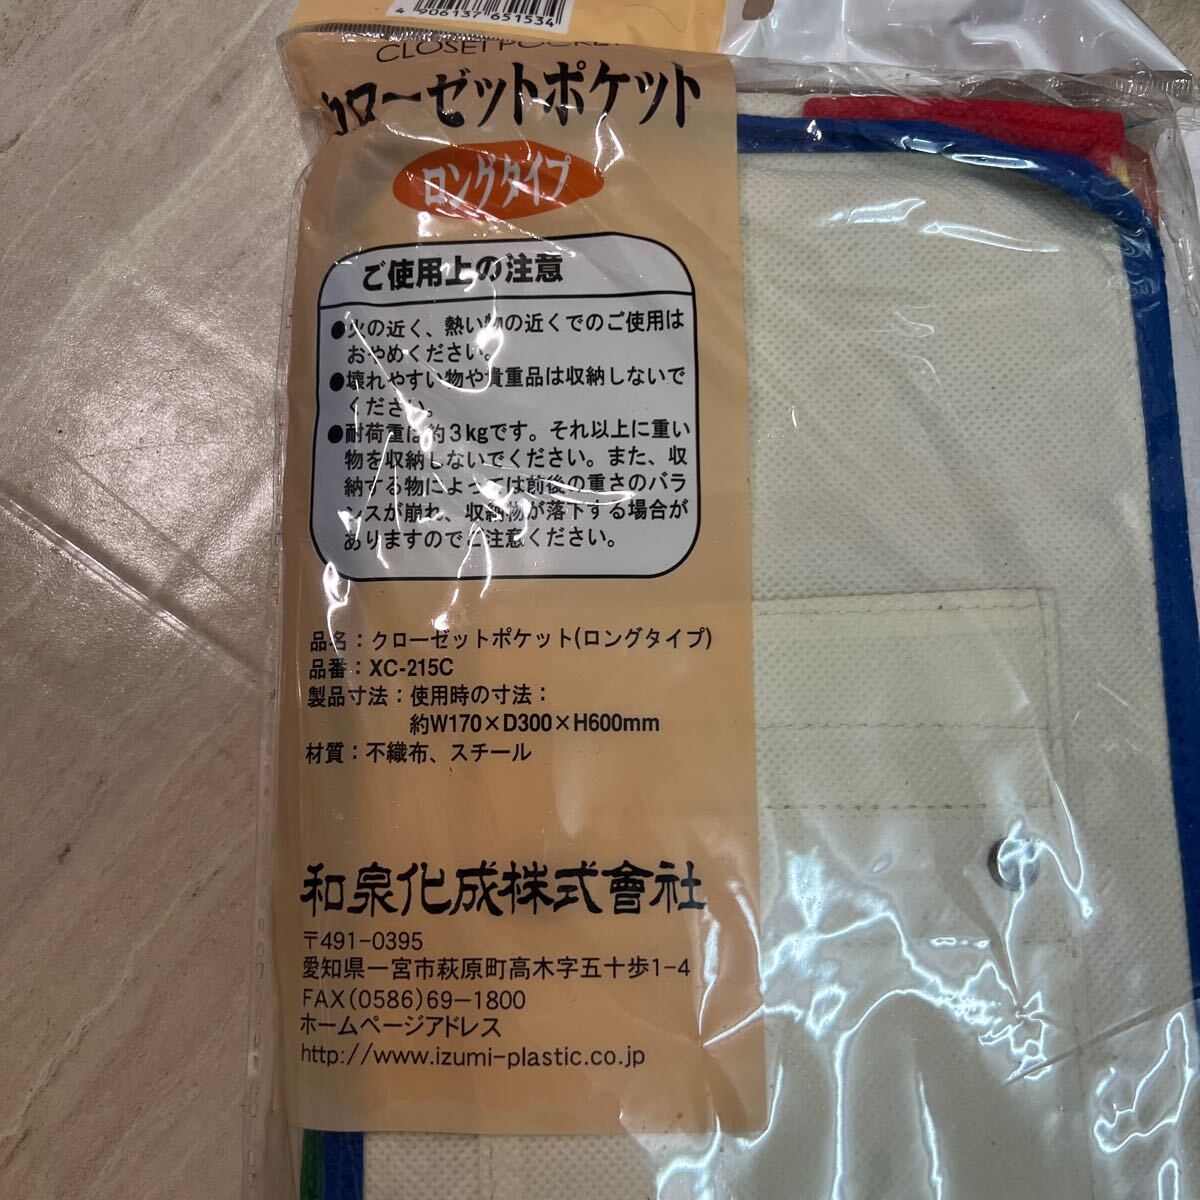 4 906137 651534
CLOSET POCKET
クローゼットポケット
ロングタイプ
ご使用上の注意
●火の近く、熱い物の近くでのご使用は
おやめください。
●壊れやすい物や貴重品は収納しないで
ください。
●耐荷重は約3kgです。それ以上に重い
物を収納しないでください。また、収
納する物によっては前後の重さのバラ
ンスが崩れ、収納物が落下する場合が
ありますのでご注意ください。
品名：クローゼットポケット(ロングタイプ)
品番：XC-215C
製品寸法：使用時の寸法：
約W170×D300×H600mm
材質：不織布、スチール
和泉化成株式會社
〒491-0395
愛知県一宮市萩原町高木字五十歩1-4
FAX(0586)69-1800
ホームページアドレス
http://www.izumi-plastic.co.jp